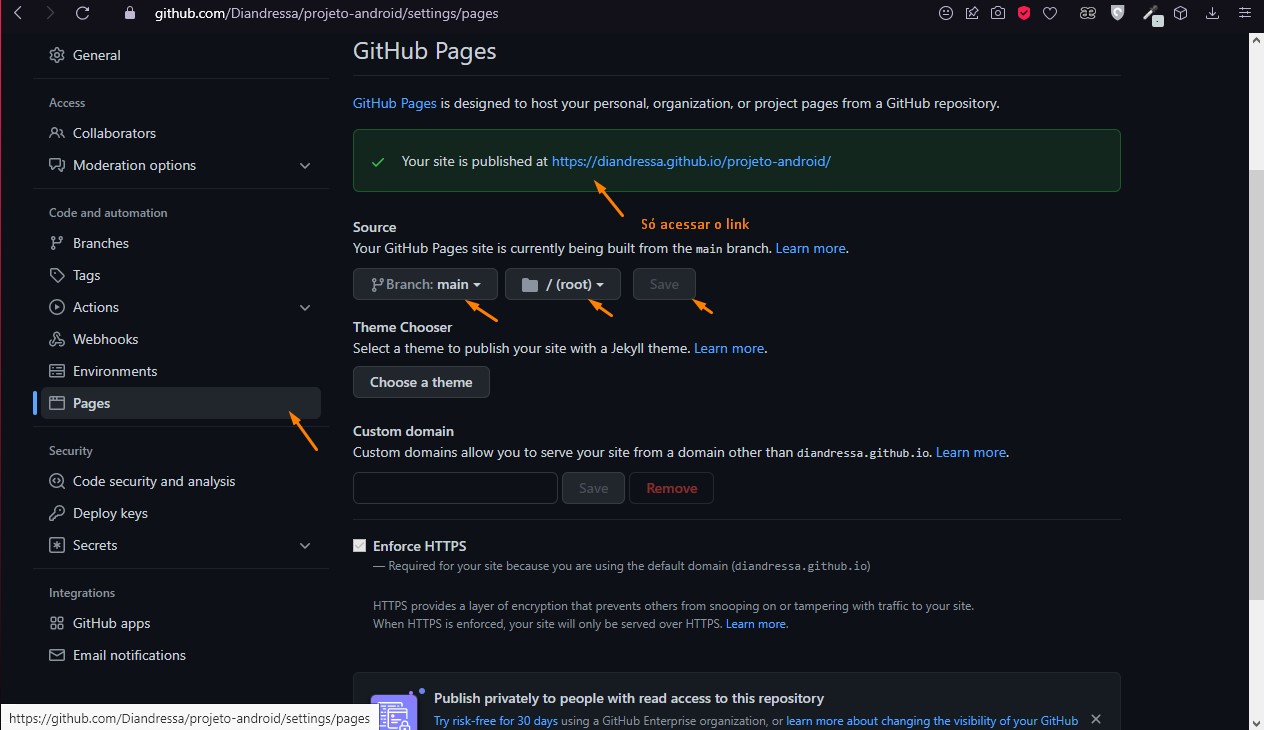 github.com/Diandressa/projeto-android/settings/pages
General
Access
Collaborators
Moderation options
Code and automation
Branches
Tags
Actions
Webhooks
Environments
Pages
Security
Code security and analysis
Deploy keys
Secrets
Integrations
GitHub apps
Email notifications
https://github.com/Diandressa/projeto-android/settings/pages
GitHub Pages
GitHub Pages is designed to host your personal, organization, or project pages from a GitHub repository.
Your site is published at https://diandressa.github.io/projeto-android/
Só acessar o link
Source
Your GitHub Pages site is currently being built from the main branch. Learn more.
Branch: main / (root) Save
Theme Chooser
Select a theme to publish your site with a Jekyll theme. Learn more.
Choose a theme
Custom domain
Custom domains allow you to serve your site from a domain other than diandressa.github.io. Learn more.
Save Remove
Enforce HTTPS
— Required for your site because you are using the default domain (diandressa.github.io)
HTTPS provides a layer of encryption that prevents others from snooping on or tampering with traffic to your site.
When HTTPS is enforced, your site will only be served over HTTPS. Learn more.
Publish privately to people with read access to this repository
Try risk-free for 30 days using a GitHub Enterprise organization, or learn more about changing the visibility of your GitHub